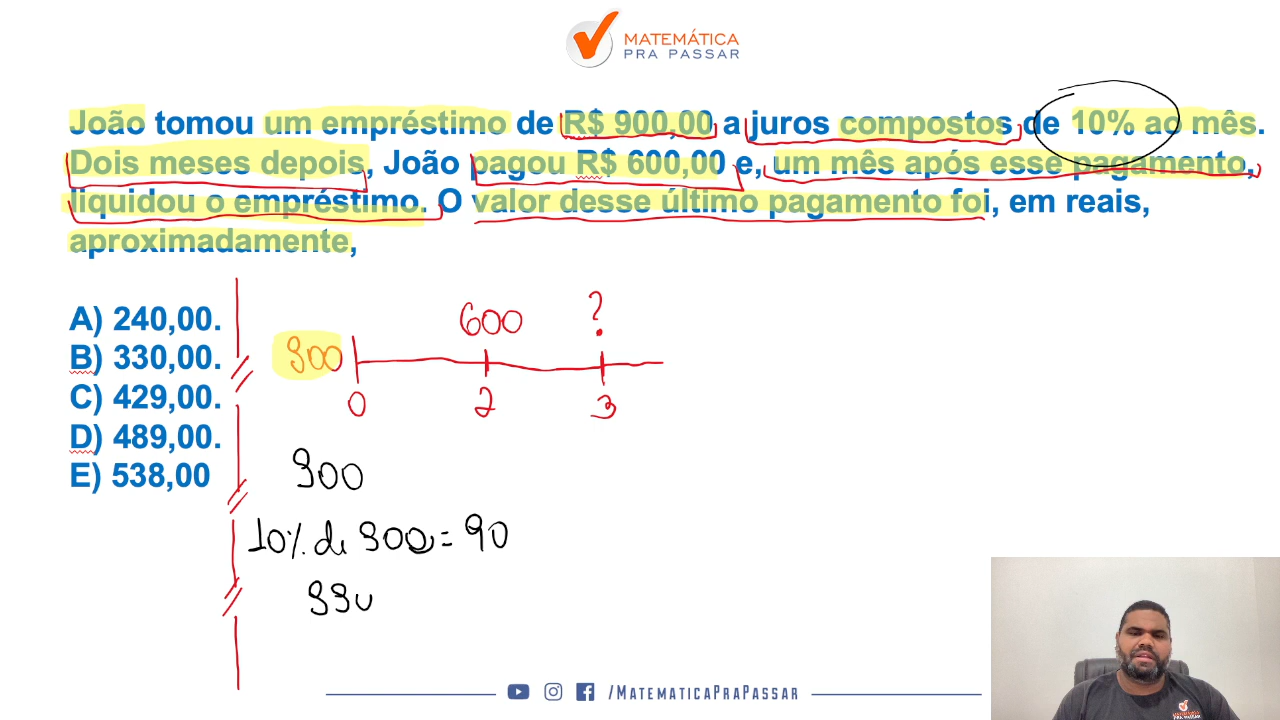 MATEMÁTICA
PRA PASSAR
João tomou um empréstimo de R$ 900,00 a juros compostos de 10% ao mês.
Dois meses depois, João pagou R$ 600,00 e, um mês após esse pagamento,
liquidou o empréstimo. O valor desse último pagamento foi, em reais,
aproximadamente,
A) 240,00.
B) 330,00.
C) 429,00.
D) 489,00.
E) 538,00
600 ?
900
0 2 3
900
10% de 900 = 90
990
/MATEMATICAPRAPASSAR